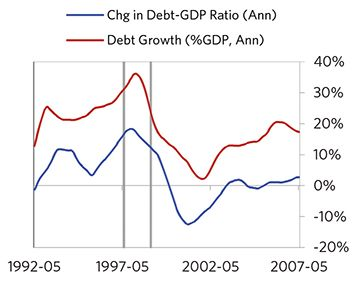 Chg in Debt-GDP Ratio (Ann)
Debt Growth (%GDP, Ann)
40%
30%
20%
10%
0%
-10%
-20%
1992-05 1997-05 2002-05 2007-05